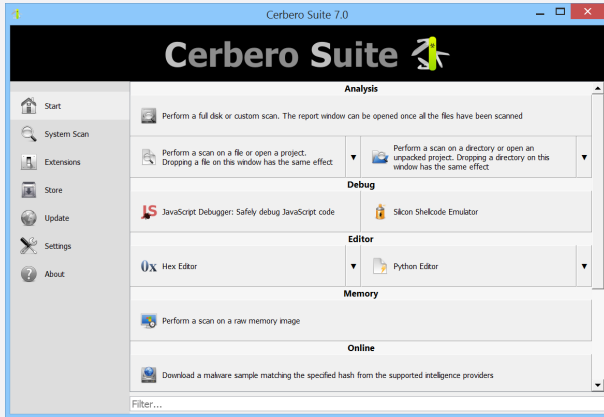 Cerbero Suite 7.0
Cerbero Suite
Start
System Scan
Extensions
Store
Update
Settings
About
Analysis
Perform a full disk or custom scan. The report window can be opened once all the files have been scanned
Perform a scan on a file or open a project.
Dropping a file on this window has the same effect
Perform a scan on a directory or open an
unpacked project. Dropping a directory on this
window has the same effect
Debug
JS JavaScript Debugger: Safely debug JavaScript code
Silicon Shellcode Emulator
Editor
0x Hex Editor
Python Editor
Memory
Perform a scan on a raw memory image
Online
Download a malware sample matching the specified hash from the supported intelligence providers
Filter...